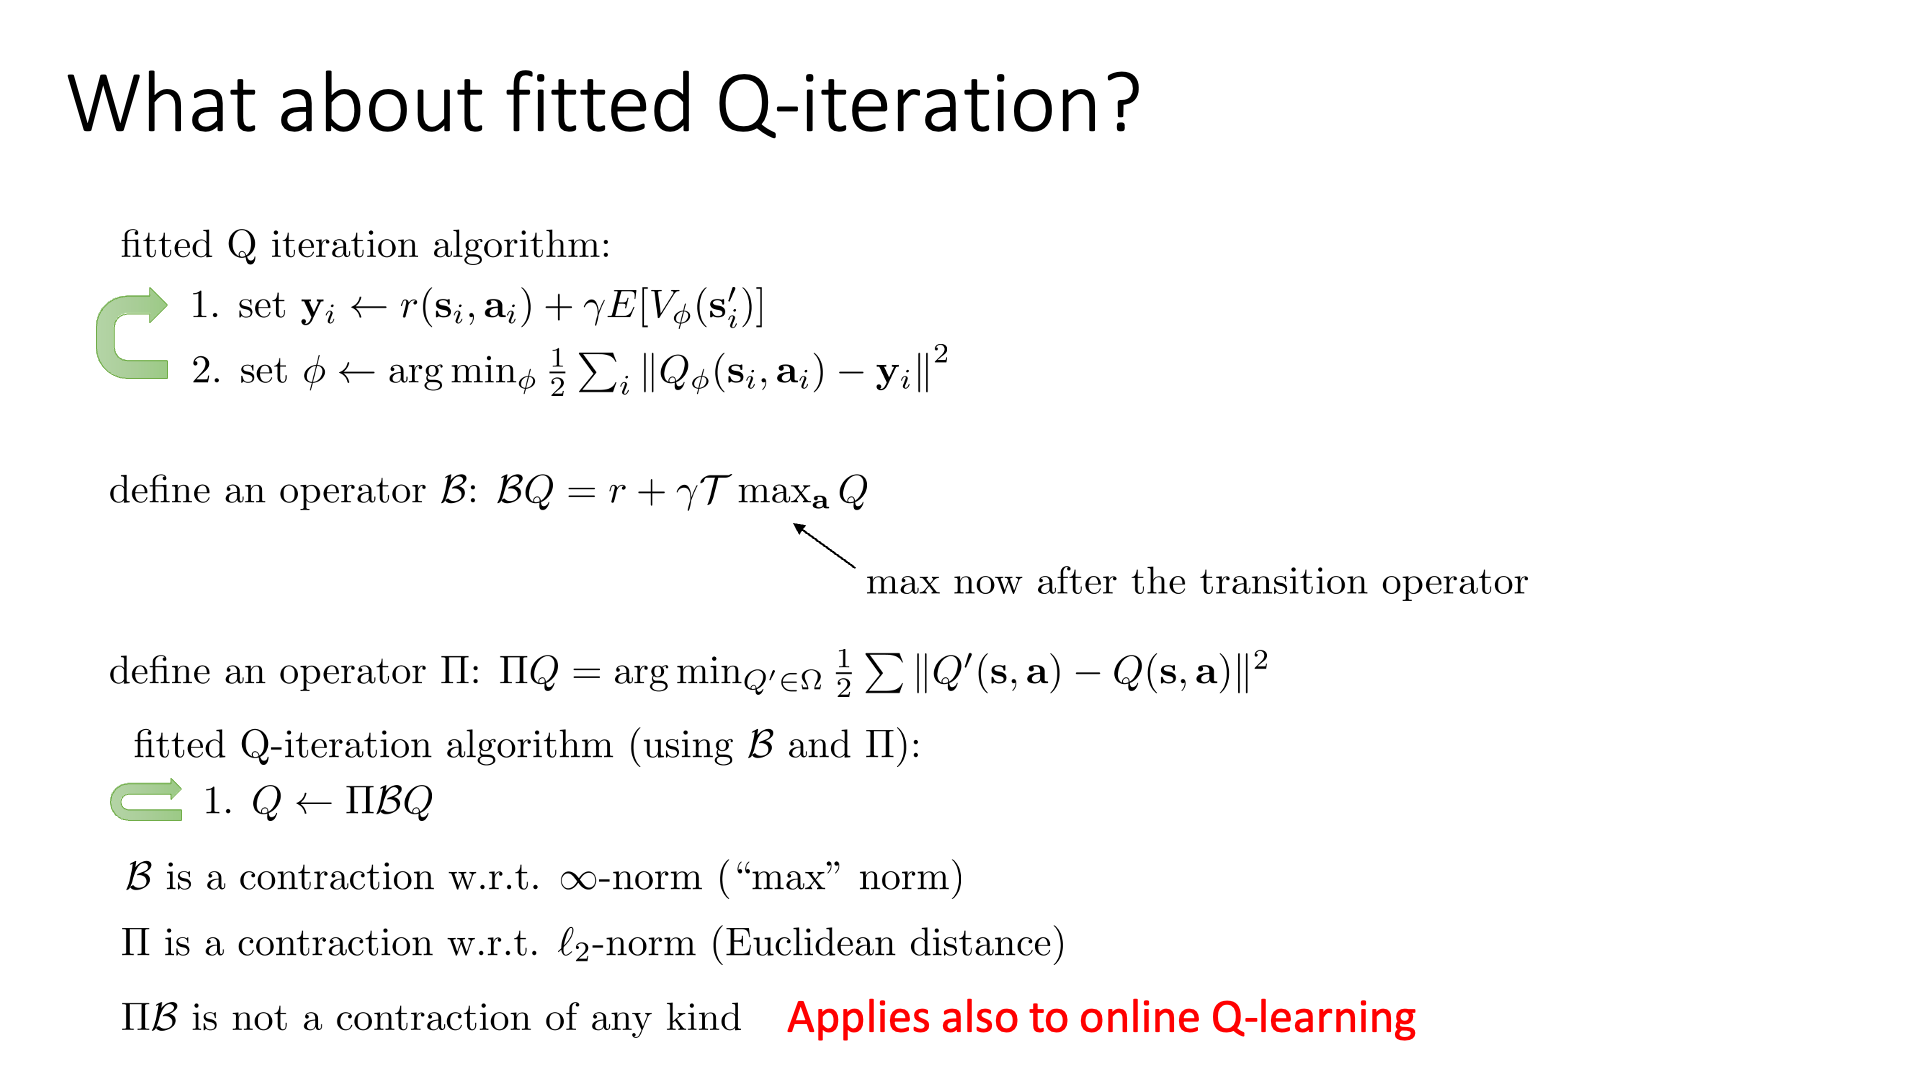 What about fitted Q-iteration?
fitted Q iteration algorithm:
1. set $\mathbf{y}_i \leftarrow r(\mathbf{s}_i, \mathbf{a}_i) + \gamma E[V_\phi(\mathbf{s}_i')]$
2. set $\phi \leftarrow \arg\min_\phi \frac{1}{2} \sum_i \|Q_\phi(\mathbf{s}_i, \mathbf{a}_i) - \mathbf{y}_i\|^2$
define an operator $\mathcal{B}$: $\mathcal{B}Q = r + \gamma \mathcal{T} \max_{\mathbf{a}} Q$
max now after the transition operator
define an operator $\Pi$: $\Pi Q = \arg\min_{Q' \in \Omega} \frac{1}{2} \sum \|Q'(\mathbf{s}, \mathbf{a}) - Q(\mathbf{s}, \mathbf{a})\|^2$
fitted Q-iteration algorithm (using $\mathcal{B}$ and $\Pi$):
1. $Q \leftarrow \Pi\mathcal{B}Q$
$\mathcal{B}$ is a contraction w.r.t. $\infty$-norm (“max” norm)
$\Pi$ is a contraction w.r.t. $\ell_2$-norm (Euclidean distance)
$\Pi\mathcal{B}$ is not a contraction of any kind Applies also to online Q-learning